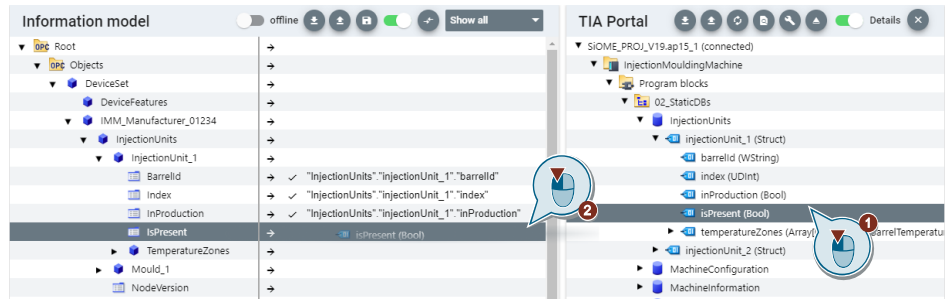 Information model
offline
Show all
OPC Root
OPC Objects
DeviceSet
DeviceFeatures
IMM_Manufacturer_01234
InjectionUnits
InjectionUnit_1
BarrelId "InjectionUnits"."injectionUnit_1"."barrelId"
Index "InjectionUnits"."injectionUnit_1"."index"
InProduction "InjectionUnits"."injectionUnit_1"."inProduction"
IsPresent isPresent (Bool)
TemperatureZones
Mould_1
NodeVersion
2
TIA Portal
Details
SiOME_PROJ_V19.ap15_1 (connected)
InjectionMouldingMachine
Program blocks
02_StaticDBs
InjectionUnits
injectionUnit_1 (Struct)
barrelId (WString)
index (UDInt)
inProduction (Bool)
isPresent (Bool)
1
temperatureZones (Array[ barrelTemperatu
injectionUnit_2 (Struct)
MachineConfiguration
MachineInformation